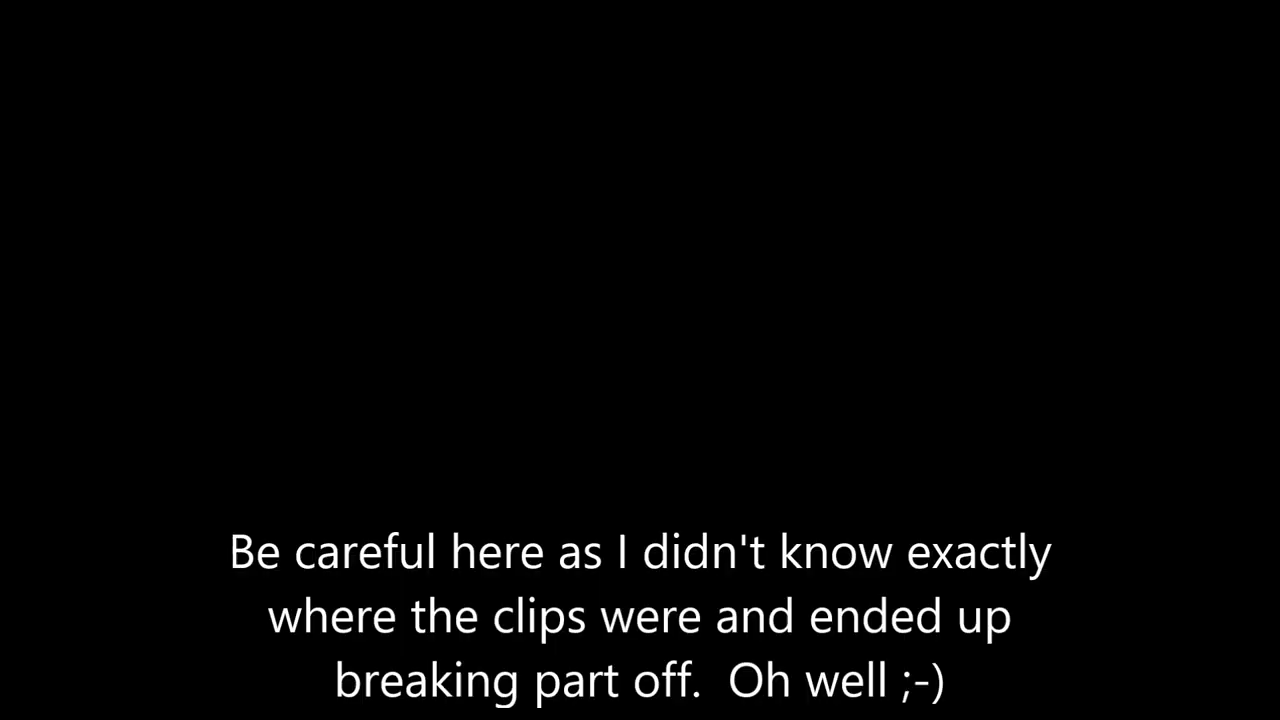 Be careful here as I didn't know exactly
where the clips were and ended up
breaking part off.  Oh well ;-)